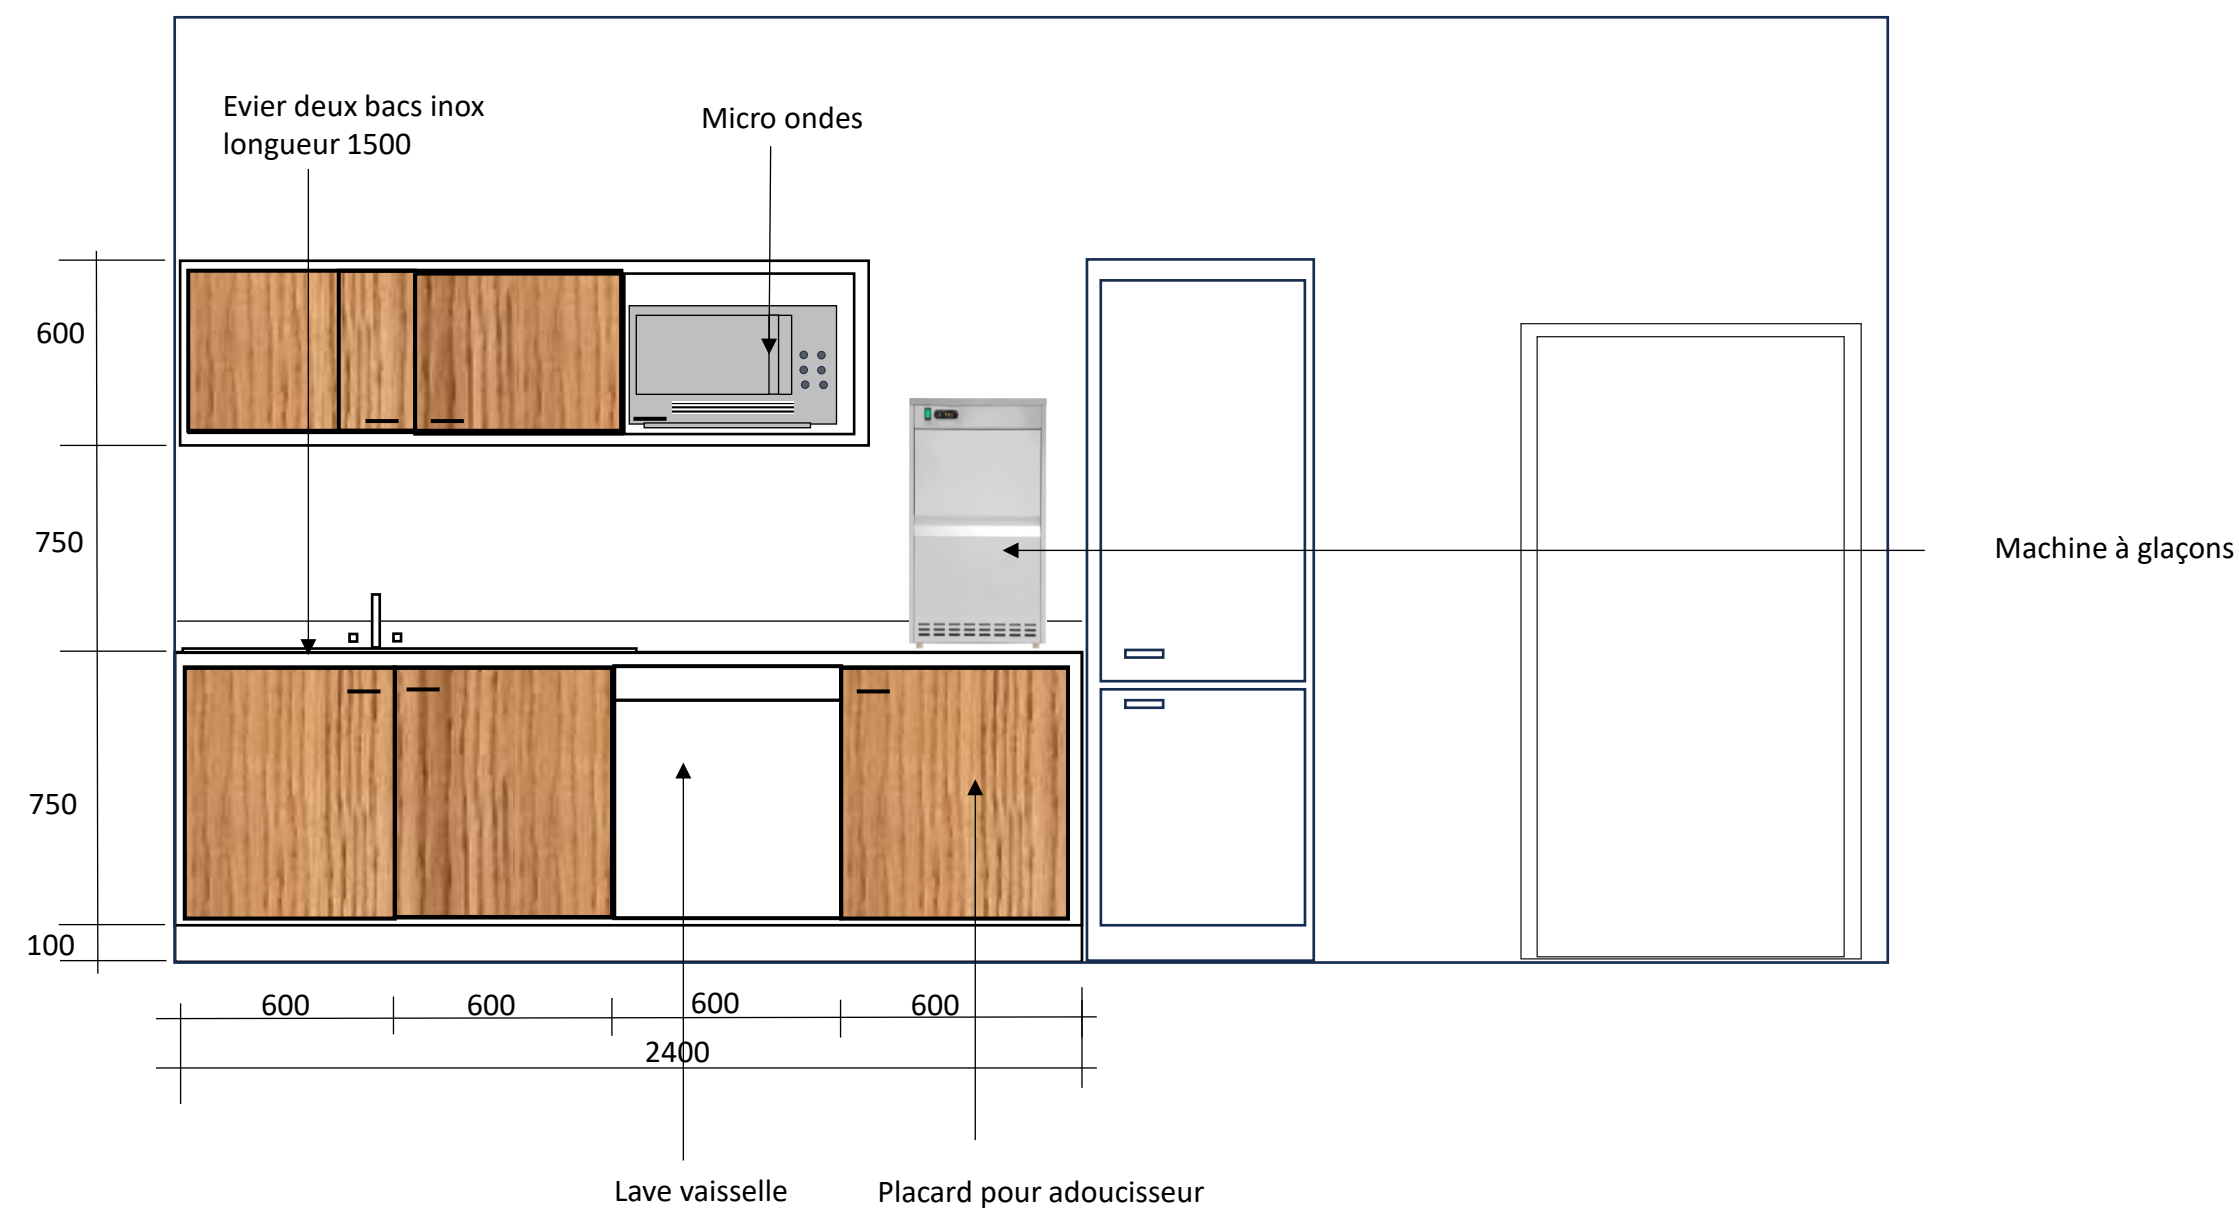 Evier deux bacs inox
longueur 1500
Micro ondes
600
750
Machine à glaçons
750
100
600 600 600 600
2400
Lave vaisselle
Placard pour adoucisseur